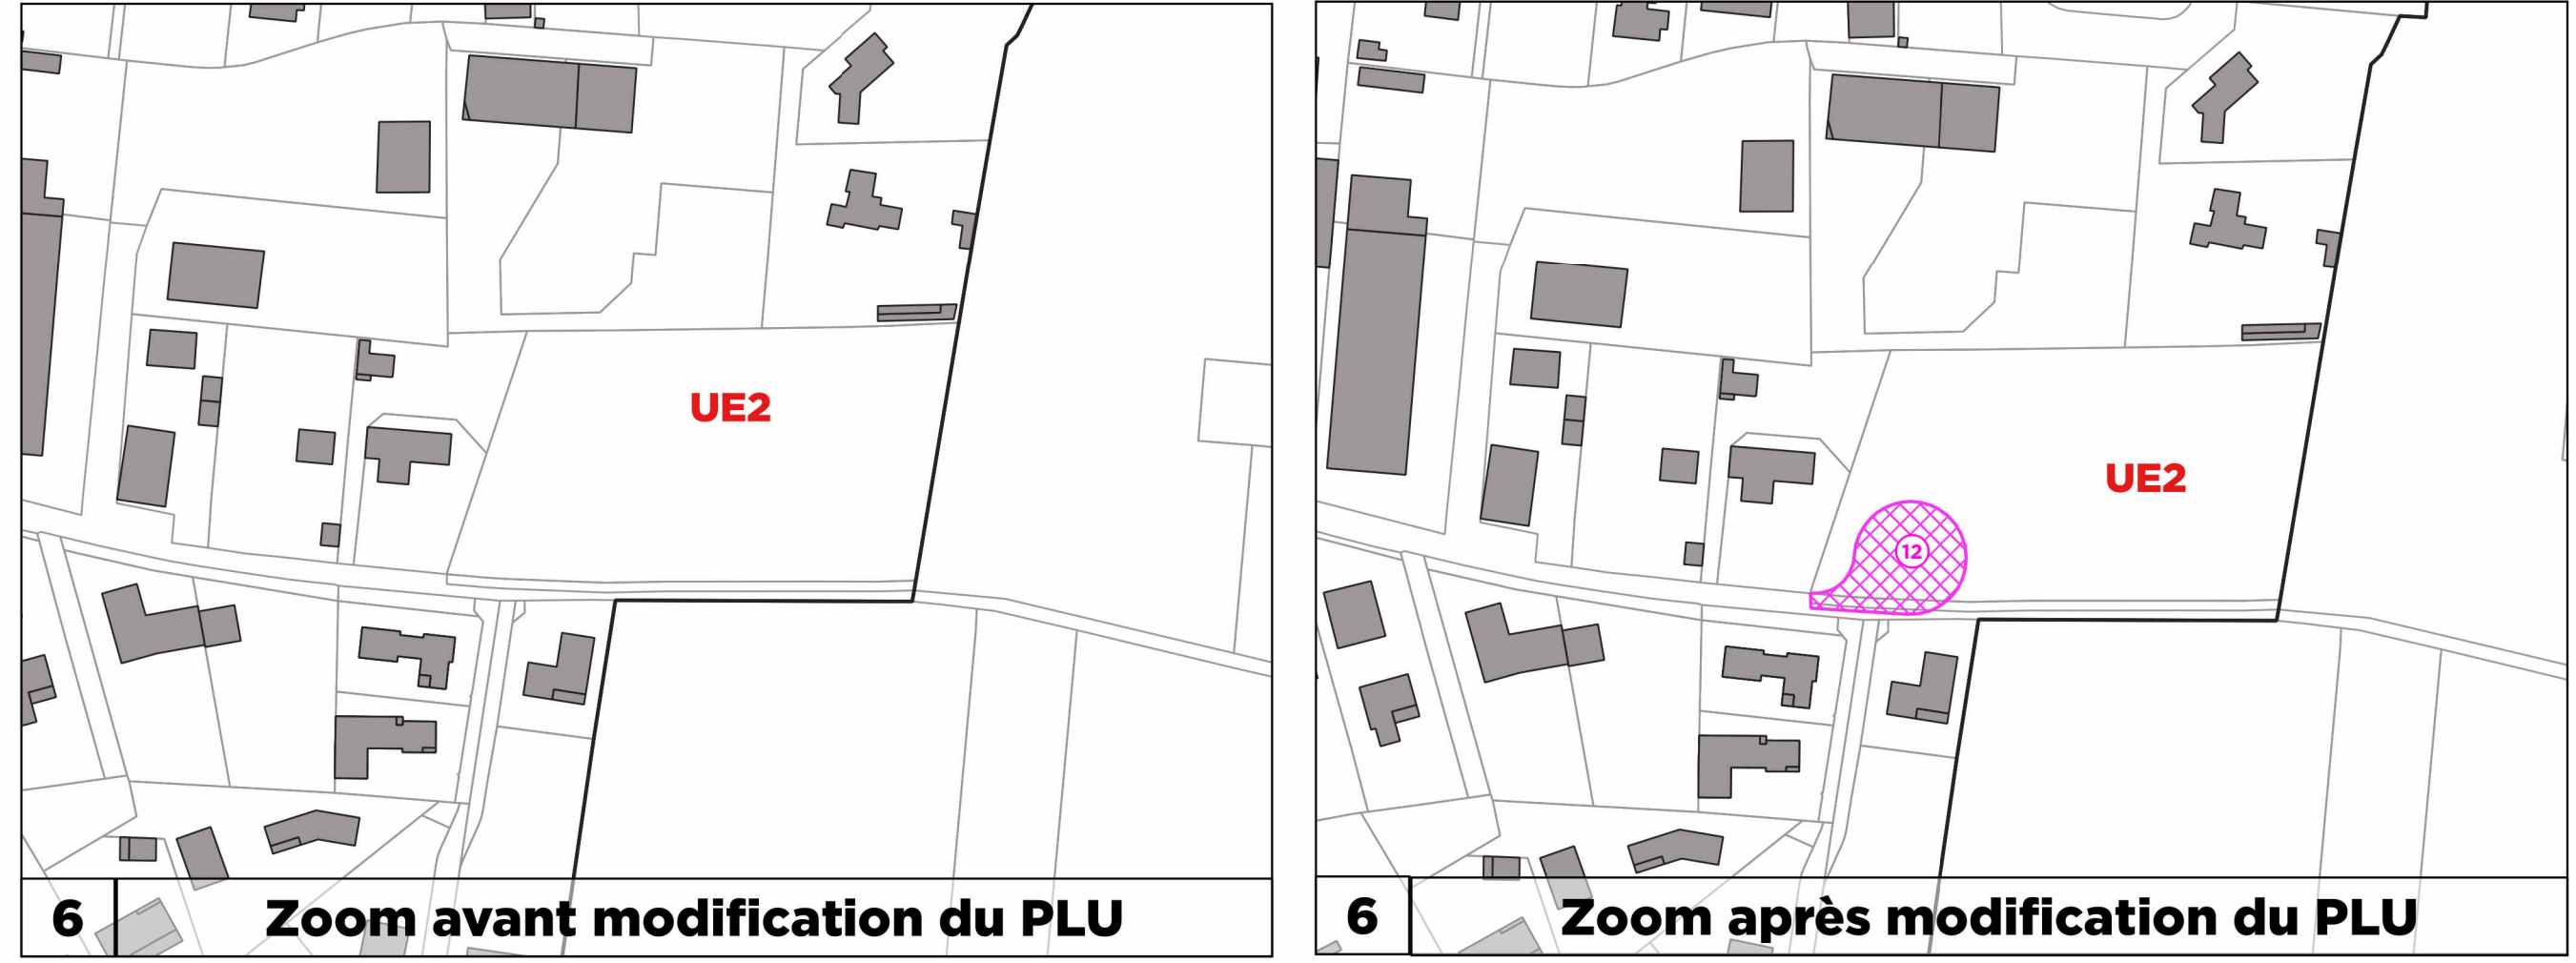 UE2
6
Zoom avant modification du PLU
UE2
12
6
Zoom après modification du PLU